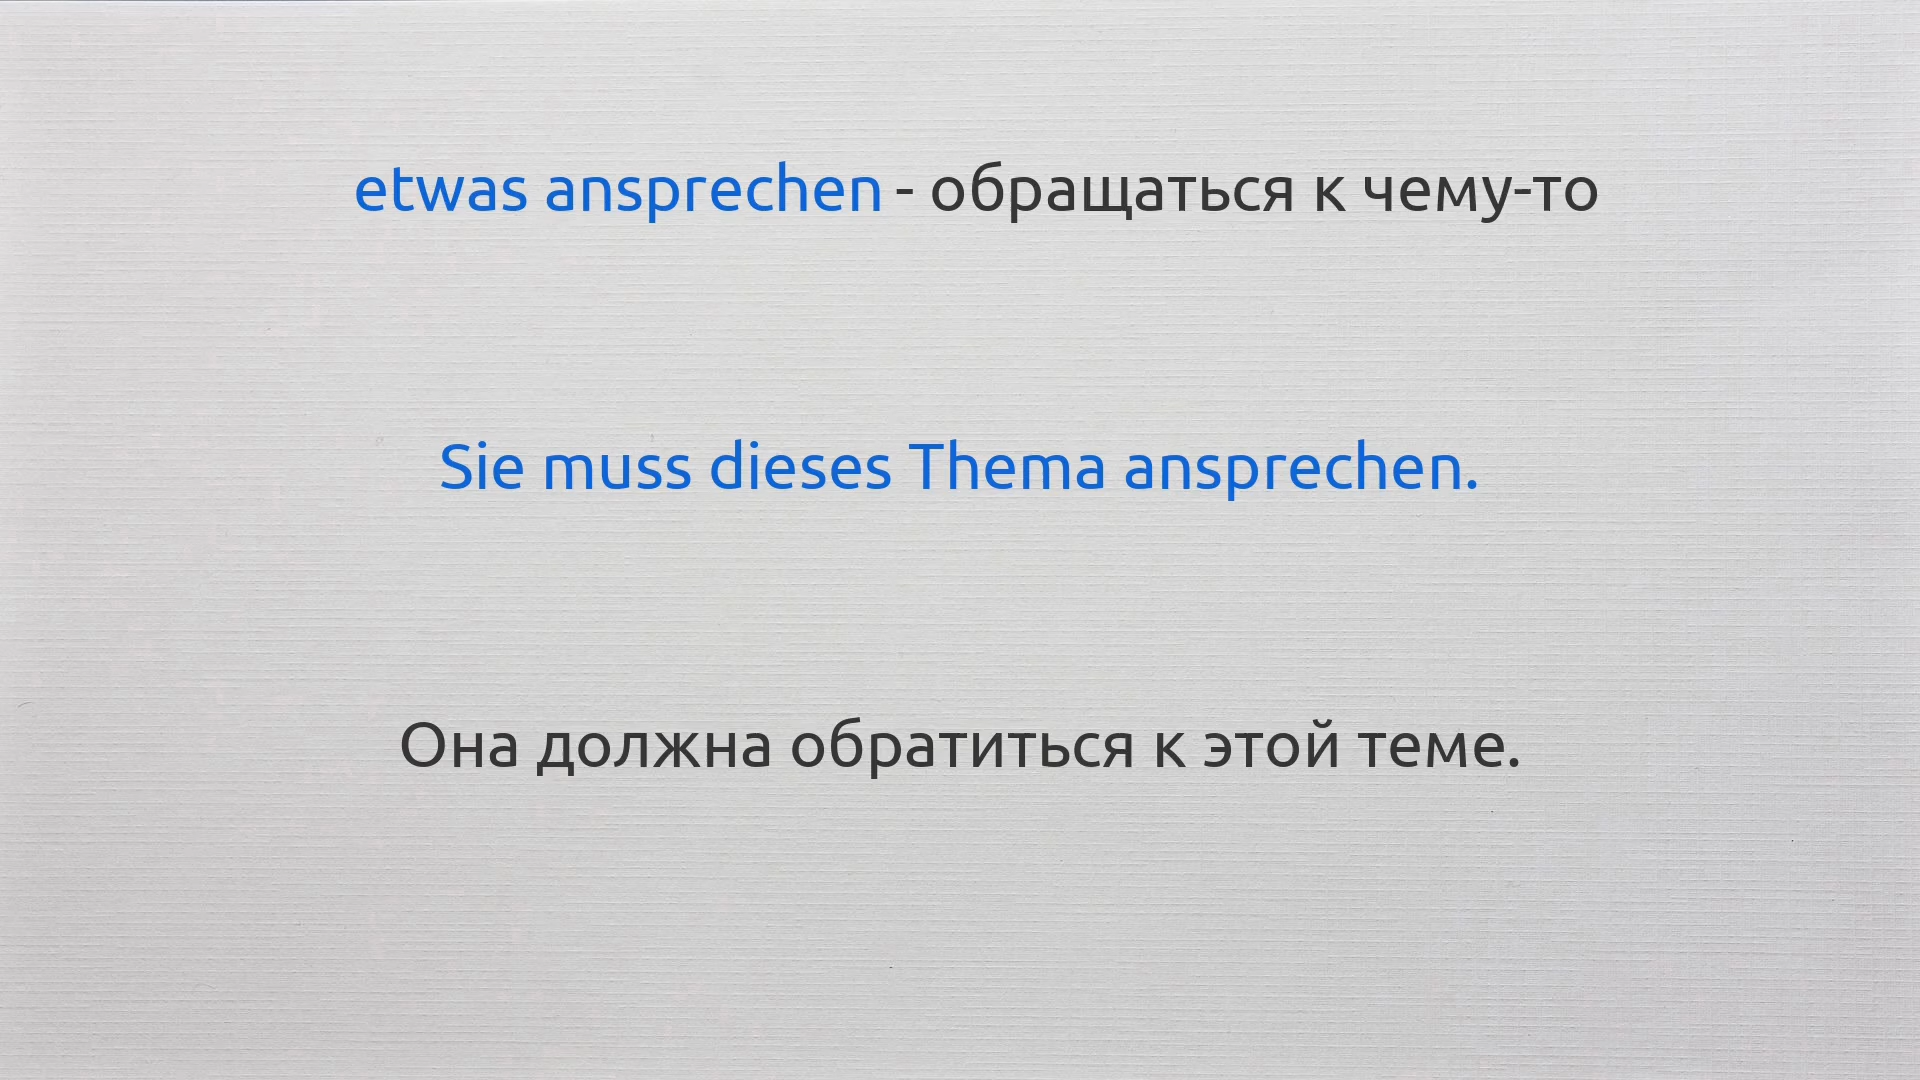 etwas ansprechen - обращаться к чему-то
Sie muss dieses Thema ansprechen.
Она должна обратиться к этой теме.